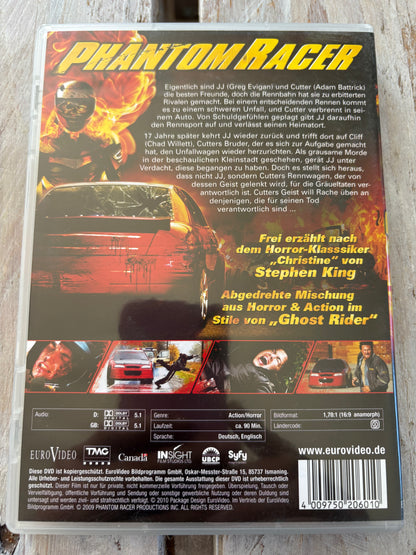 PHANTOM RACER
Eigentlich sind JJ (Greg Evigan) und Cutter (Adam Battrick)
die besten Freunde, doch die Rennbahn hat sie zu erbitterten
Rivalen gemacht. Bei einem entscheidenden Rennen kommt
es zu einem schweren Unfall, und Cutter verbrennt in sei-
nem Auto. Von Schuldgefühlen geplagt gibt JJ daraufhin
den Rennsport auf und verlässt seinen Heimatort.
17 Jahre später kehrt JJ wieder zurück und trifft dort auf Cliff
(Chad Willett), Cutters Bruder, der es sich zur Aufgabe gemacht
hat, den Unfallwagen wieder herzurichten. Als grausame Morde
in der beschaulichen Kleinstadt geschehen, gerät JJ unter
Verdacht, diese begangen zu haben. Doch es stellt sich heraus,
dass nicht JJ, sondern Cutters Rennwagen, der von
dessen Geist gelenkt wird, für die Gräueltaten ver-
antwortlich ist. Cutters Geist will Rache üben an
denjenigen, die für seinen Tod
verantwortlich sind ...
Frei erzählt nach
dem Horror-Klassiker
„Christine" von
Stephen King
Abgedrehte Mischung
aus Horror & Action im
Stile von „Ghost Rider"
Audio: D: DOLBY DIGITAL 5.1
GB: DOLBY DIGITAL 5.1
Genre: Action/Horror
Laufzeit: ca. 90 Min.
Sprache: Deutsch, Englisch
Bildformat: 1,78:1 (16:9 anamorph)
Ländercode:
EUROVIDEO TMG Canada INSIGHT FILM STUDIOS LTD. UBCP Syfy www.eurovideo.de
Diese DVD ist kopiergeschützt. EuroVideo Bildprogramm GmbH, Oskar-Messter-Straße 15, 85737 Ismaning.
Alle Urheber- und Leistungsschutzrechte vorbehalten. Die gesamte Ausstattung dieser DVD ist urheberrechtlich geschützt.
Dieser Film ist nur für die private, nicht kommerzielle Nutzung freigegeben. Überspielung, Tausch oder
Vervielfältigung, öffentliche Vorführung und Sendung oder sonstige gewerbliche Nutzung oder deren Duldung sind
untersagt und werden zivil- und strafrechtlich verfolgt. © 2010 Package Design EuroVideo. Im Vertrieb der EuroVideo
Bildprogramm GmbH. © 2009 PHANTOM RACER PRODUCTIONS INC. ALL RIGHTS RESERVED.
4 009750 206010